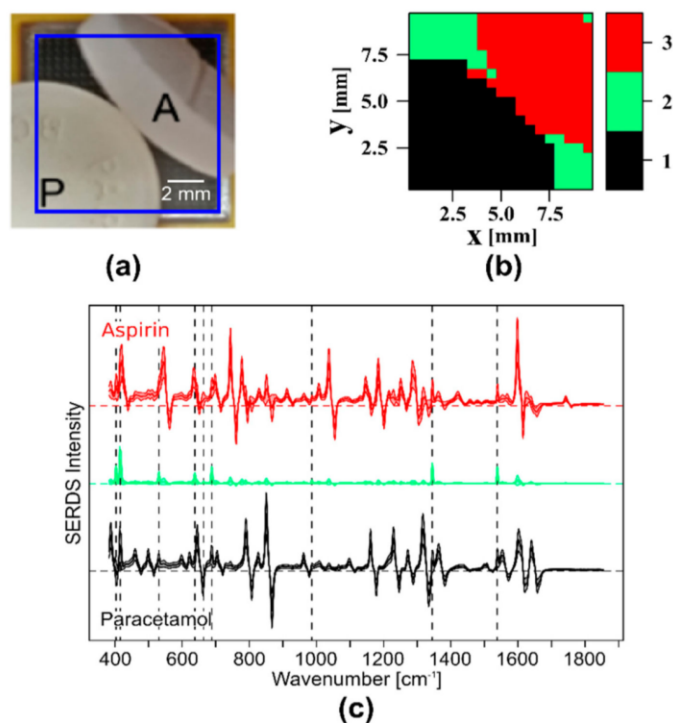 A
P
2 mm
(a)
y [mm]
7.5
5.0
2.5
2.5 5.0 7.5
x [mm]
3
2
1
(b)
Aspirin
SERDS Intensity
Paracetamol
400 600 800 1000 1200 1400 1600 1800
Wavenumber [cm⁻¹]
(c)